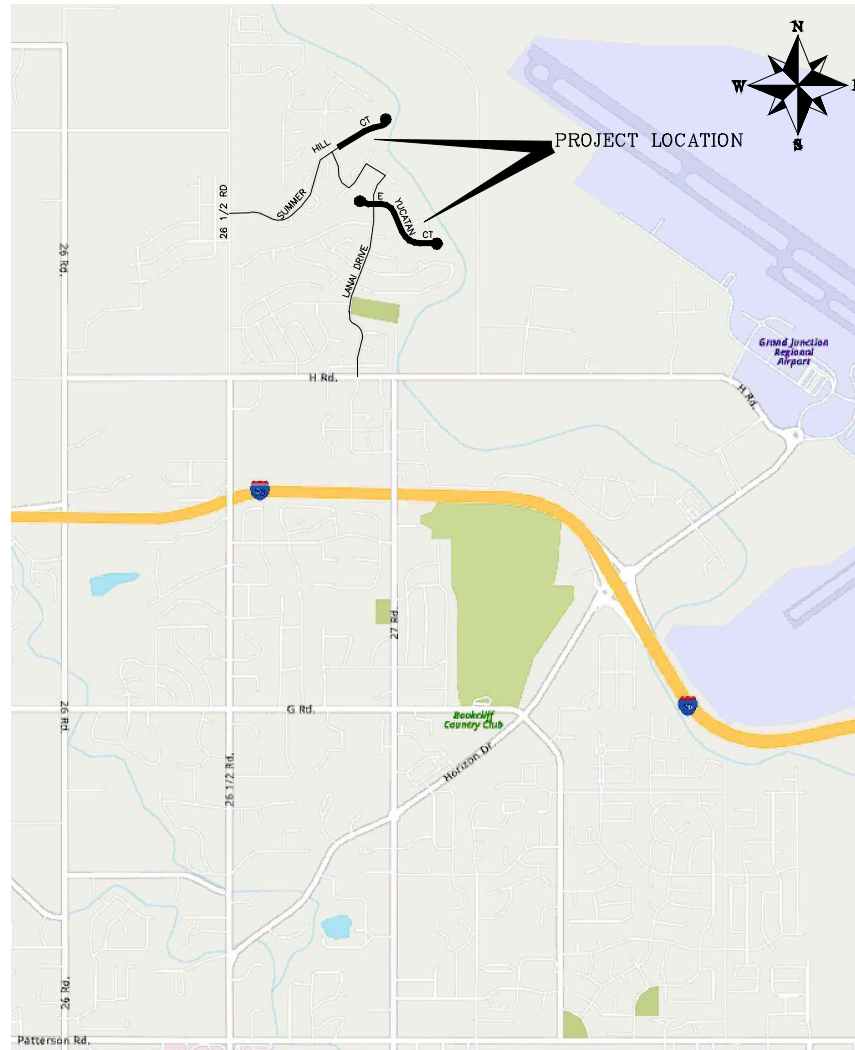 N
W
E
S
PROJECT LOCATION
HILL
CT
SUMMER
26 1/2 RD
E
YUCATAN
CT
LANAI DRIVE
26 Rd.
Grand Junction
Regional
Airport
H Rd.
H Rd.
70
27 Rd.
26 Rd.
G Rd.
Bookcliff
Country Club
70
Horizon Dr.
26 1/2 Rd.
26 Rd.
Patterson Rd.